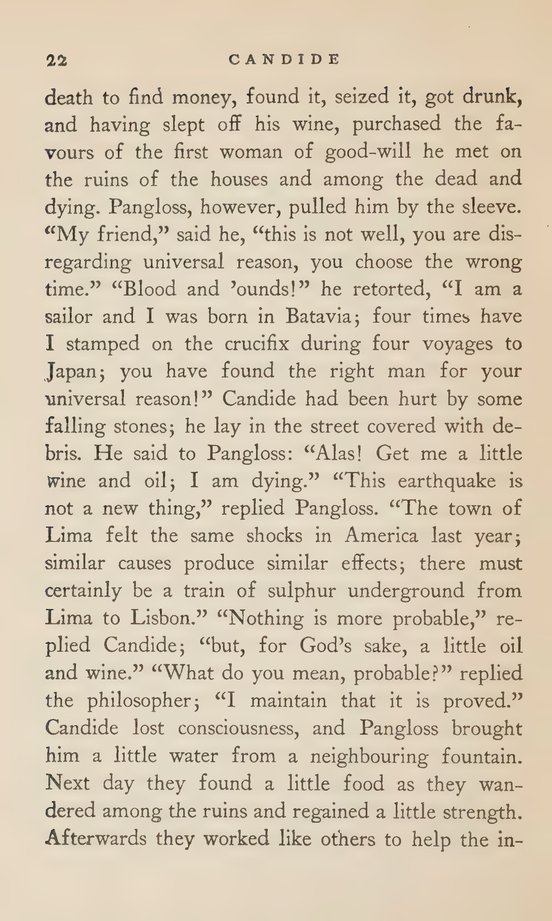 22 CANDIDE
death to find money, found it, seized it, got drunk,
and having slept off his wine, purchased the fa-
vours of the first woman of good-will he met on
the ruins of the houses and among the dead and
dying. Pangloss, however, pulled him by the sleeve.
“My friend,” said he, “this is not well, you are dis-
regarding universal reason, you choose the wrong
time.” “Blood and ’ounds!” he retorted, “I am a
sailor and I was born in Batavia; four times have
I stamped on the crucifix during four voyages to
Japan; you have found the right man for your
universal reason!” Candide had been hurt by some
falling stones; he lay in the street covered with de-
bris. He said to Pangloss: “Alas! Get me a little
wine and oil; I am dying.” “This earthquake is
not a new thing,” replied Pangloss. “The town of
Lima felt the same shocks in America last year;
similar causes produce similar effects; there must
certainly be a train of sulphur underground from
Lima to Lisbon.” “Nothing is more probable,” re-
plied Candide; “but, for God’s sake, a little oil
and wine.” “What do you mean, probable?” replied
the philosopher; “I maintain that it is proved.”
Candide lost consciousness, and Pangloss brought
him a little water from a neighbouring fountain.
Next day they found a little food as they wan-
dered among the ruins and regained a little strength.
Afterwards they worked like others to help the in-